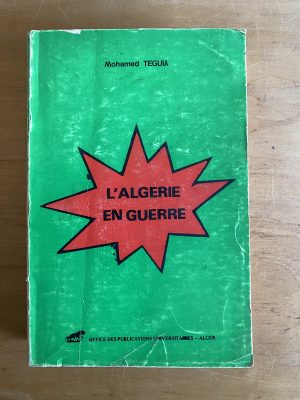 Mohamed TEGUIA
L'ALGERIE
EN GUERRE
OFFICE DES PUBLICATIONS UNIVERSITAIRES - ALGER